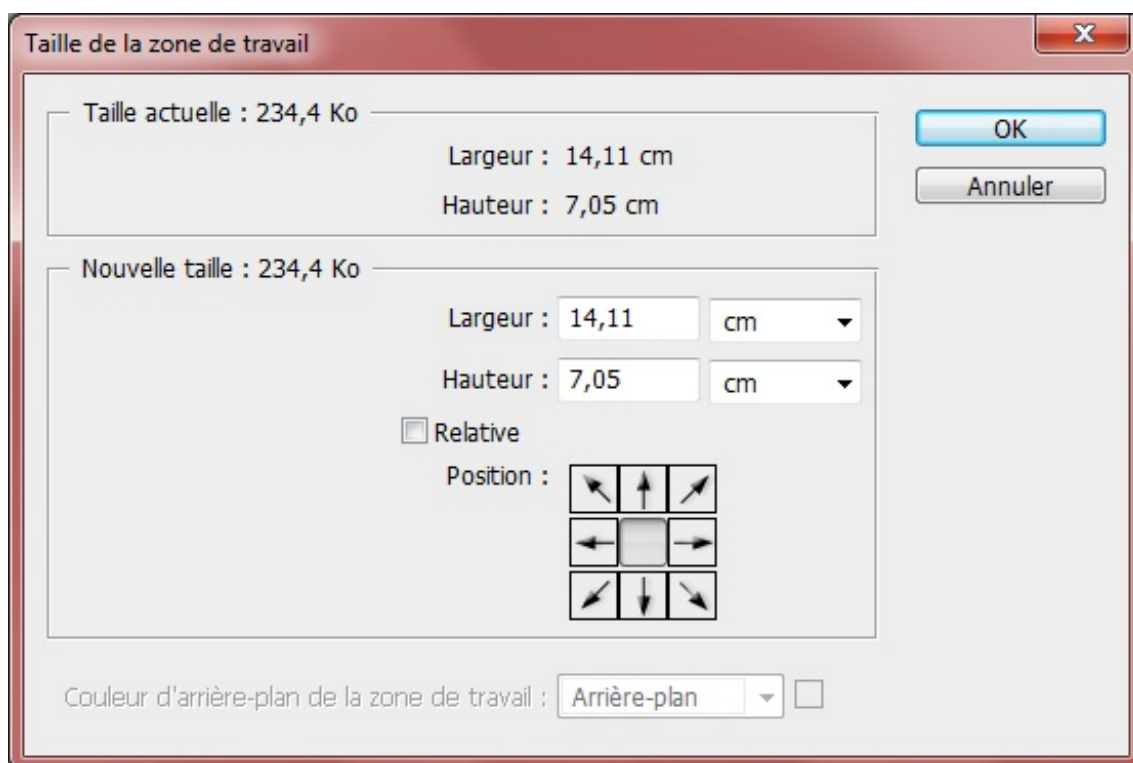 Taille de la zone de travail
Taille actuelle : 234,4 Ko
Largeur : 14,11 cm
Hauteur : 7,05 cm
OK
Annuler
Nouvelle taille : 234,4 Ko
Largeur : 14,11 cm
Hauteur : 7,05 cm
Relative
Position :
Couleur d'arrière-plan de la zone de travail : Arrière-plan